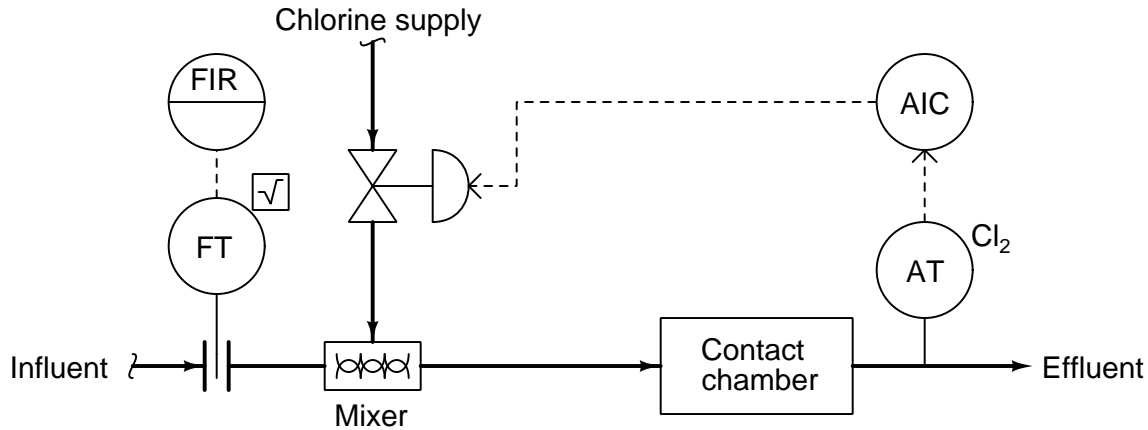 Chlorine supply
FIR
AIC
√
FT
Cl₂
AT
Influent
Contact
chamber
Effluent
Mixer